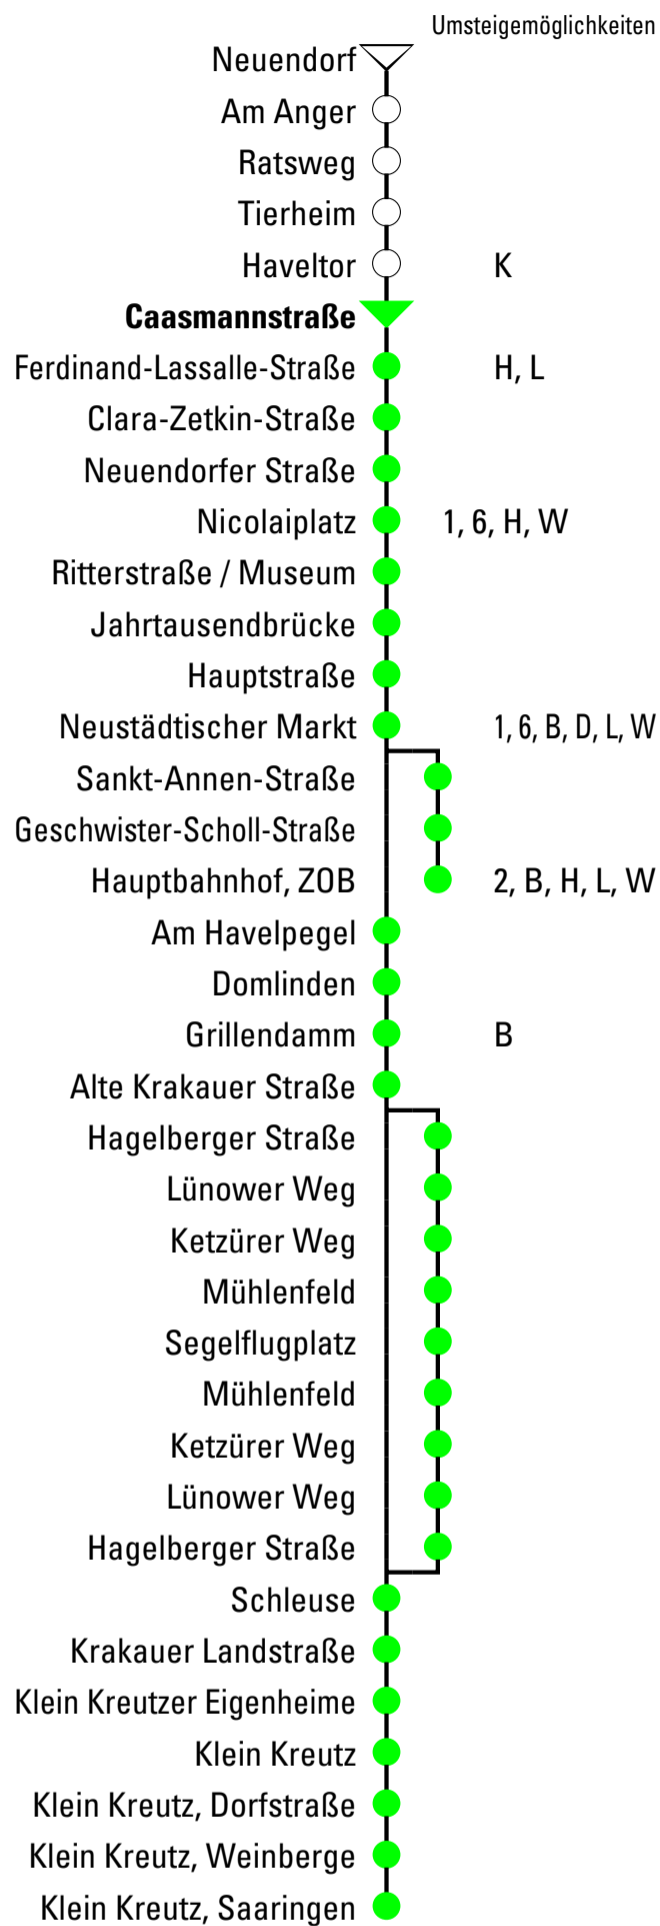 Umsteigemöglichkeiten
Neuendorf
Am Anger
Ratsweg
Tierheim
Haveltor K
Caasmannstraße
Ferdinand-Lassalle-Straße H, L
Clara-Zetkin-Straße
Neuendorfer Straße
Nicolaiplatz 1, 6, H, W
Ritterstraße / Museum
Jahrtausendbrücke
Hauptstraße
Neustädtischer Markt 1, 6, B, D, L, W
Sankt-Annen-Straße
Geschwister-Scholl-Straße
Hauptbahnhof, ZOB 2, B, H, L, W
Am Havelpegel
Domlinden
Grillendamm B
Alte Krakauer Straße
Hagelberger Straße
Lünower Weg
Ketzürer Weg
Mühlenfeld
Segelflugplatz
Mühlenfeld
Ketzürer Weg
Lünower Weg
Hagelberger Straße
Schleuse
Krakauer Landstraße
Klein Kreutzer Eigenheime
Klein Kreutz
Klein Kreutz, Dorfstraße
Klein Kreutz, Weinberge
Klein Kreutz, Saaringen